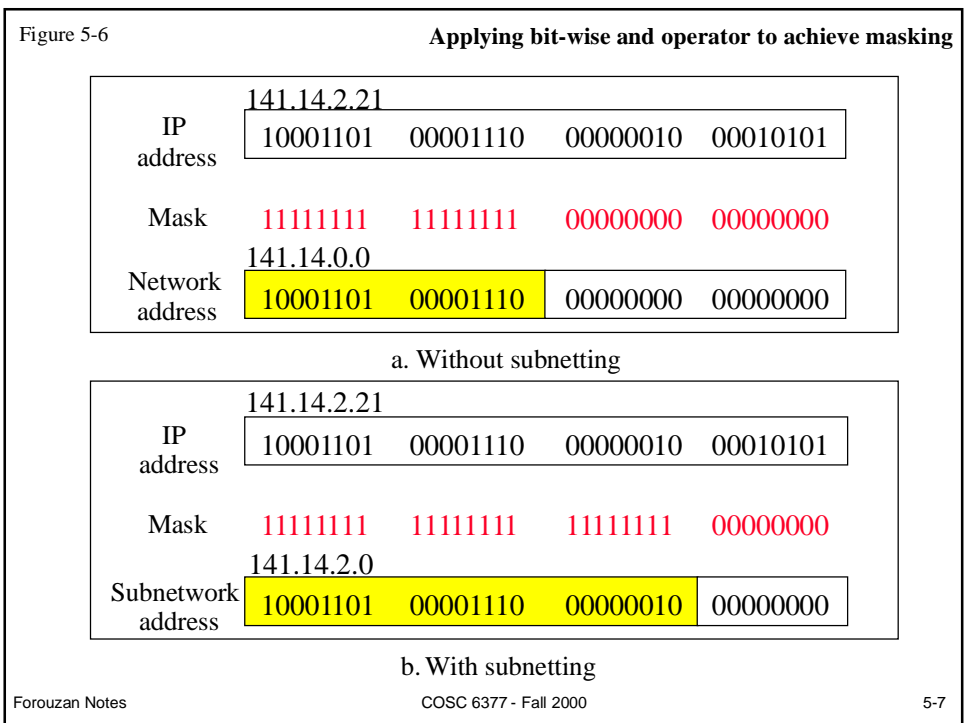 Figure 5-6
Applying bit-wise and operator to achieve masking
141.14.2.21
IP address
10001101 00001110 00000010 00010101
Mask 11111111 11111111 00000000 00000000
141.14.0.0
Network address
10001101 00001110 00000000 00000000
a. Without subnetting
141.14.2.21
IP address
10001101 00001110 00000010 00010101
Mask 11111111 11111111 11111111 00000000
141.14.2.0
Subnetwork address
10001101 00001110 00000010 00000000
b. With subnetting
Forouzan Notes COSC 6377 - Fall 2000 5-7